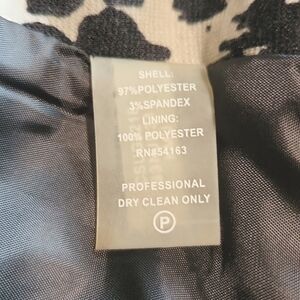 SHELL:
97%POLYESTER
3%SPANDEX
LINING:
100% POLYESTER
RN#54163
PROFESSIONAL
DRY CLEAN ONLY
P